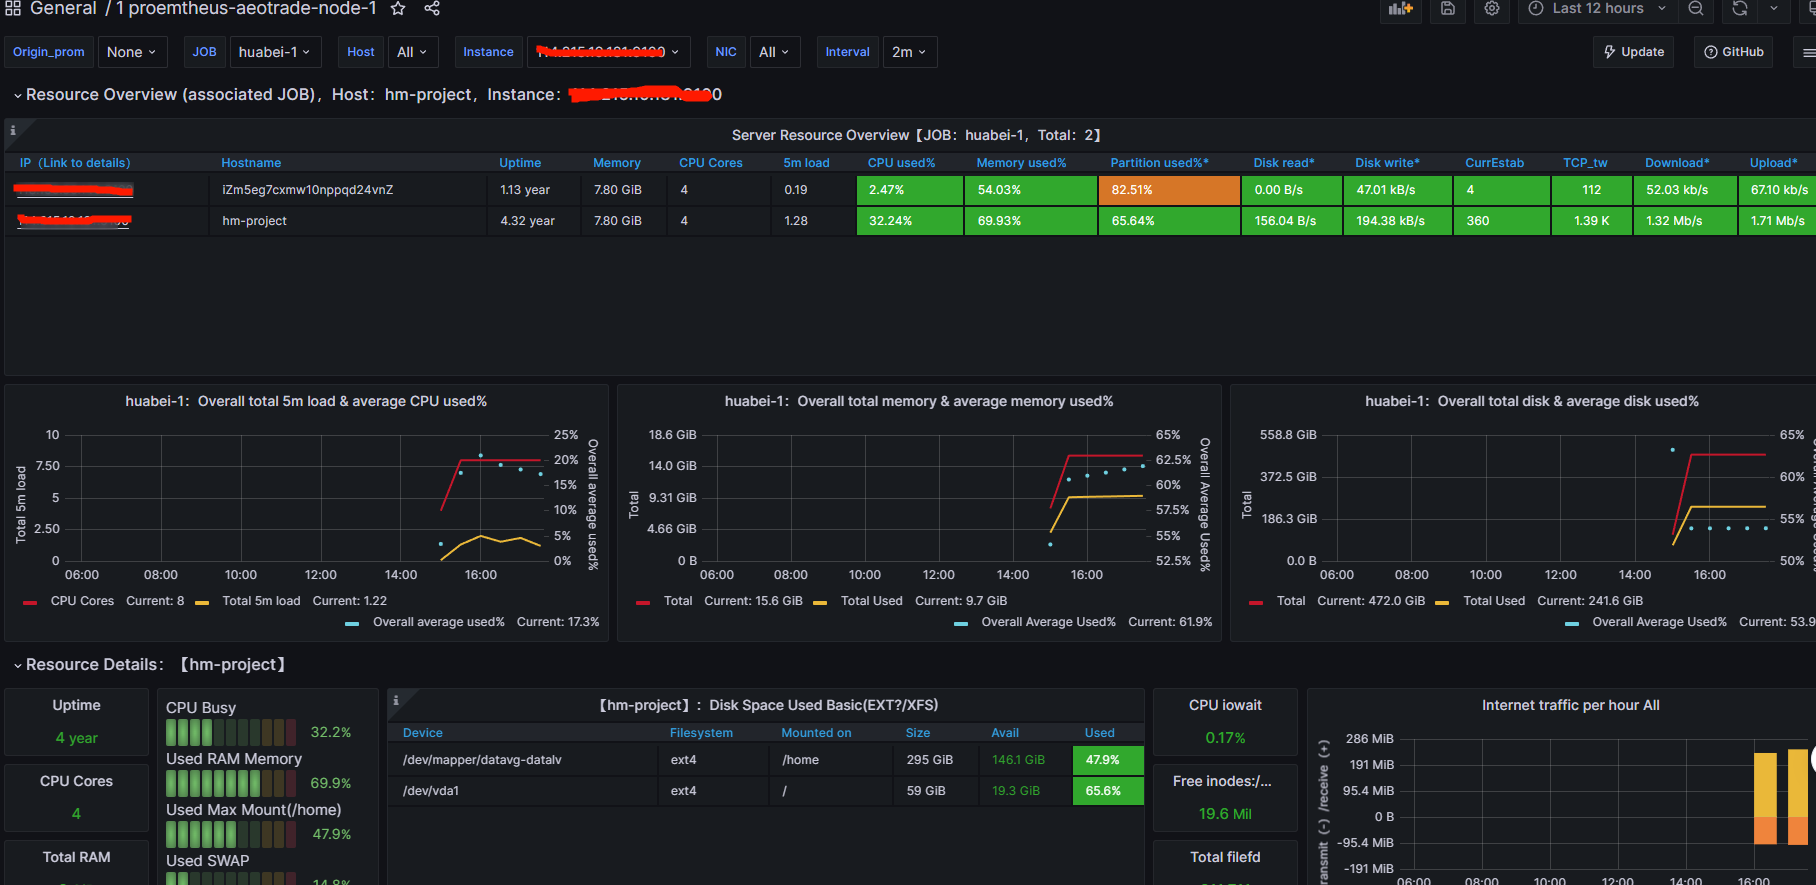 General / 1 proemtheus-aeotrade-node-1
Last 12 hours
Origin_prom None JOB huabei-1 Host All Instance NIC All Interval 2m Update GitHub
Resource Overview (associated JOB)，Host：hm-project，Instance：
Server Resource Overview【JOB：huabei-1，Total：2】
IP（Link to details） Hostname Uptime Memory CPU Cores 5m load CPU used% Memory used% Partition used%* Disk read* Disk write* CurrEstab TCP_tw Download* Upload*
iZm5eg7cxmw10nppqd24vnZ 1.13 year 7.80 GiB 4 0.19 2.47% 54.03% 82.51% 0.00 B/s 47.01 kB/s 4 112 52.03 kb/s 67.10 kb/s
hm-project 4.32 year 7.80 GiB 4 1.28 32.24% 69.93% 65.64% 156.04 B/s 194.38 kB/s 360 1.39 K 1.32 Mb/s 1.71 Mb/s
huabei-1：Overall total 5m load & average CPU used%
10 25%
7.50 20%
5 15%
10%
2.50 5%
0 0%
Total 5m load
Overall average used%
06:00 08:00 10:00 12:00 14:00 16:00
CPU Cores Current: 8 Total 5m load Current: 1.22
Overall average used% Current: 17.3%
huabei-1：Overall total memory & average memory used%
18.6 GiB 65%
14.0 GiB 62.5%
9.31 GiB 60%
57.5%
4.66 GiB 55%
0 B 52.5%
Total
Overall Average Used%
06:00 08:00 10:00 12:00 14:00 16:00
Total Current: 15.6 GiB Total Used Current: 9.7 GiB
Overall Average Used% Current: 61.9%
huabei-1：Overall total disk & average disk used%
558.8 GiB 65%
372.5 GiB 60%
186.3 GiB 55%
0.0 B 50%
Total
06:00 08:00 10:00 12:00 14:00 16:00
Total Current: 472.0 GiB Total Used Current: 241.6 GiB
Overall Average Used% Current: 53.9
Resource Details：【hm-project】
Uptime
4 year
CPU Cores
4
Total RAM
CPU Busy
32.2%
Used RAM Memory
69.9%
Used Max Mount(/home)
47.9%
Used SWAP
14.8%
【hm-project】：Disk Space Used Basic(EXT?/XFS)
Device Filesystem Mounted on Size Avail Used
/dev/mapper/datavg-datalv ext4 /home 295 GiB 146.1 GiB 47.9%
/dev/vda1 ext4 / 59 GiB 19.3 GiB 65.6%
CPU iowait
0.17%
Free inodes:/...
19.6 Mil
Total filefd
Internet traffic per hour All
286 MiB
191 MiB
95.4 MiB
0 B
-95.4 MiB
-191 MiB
ransmit (-) /receive (+)
06:00 08:00 10:00 12:00 14:00 16:00